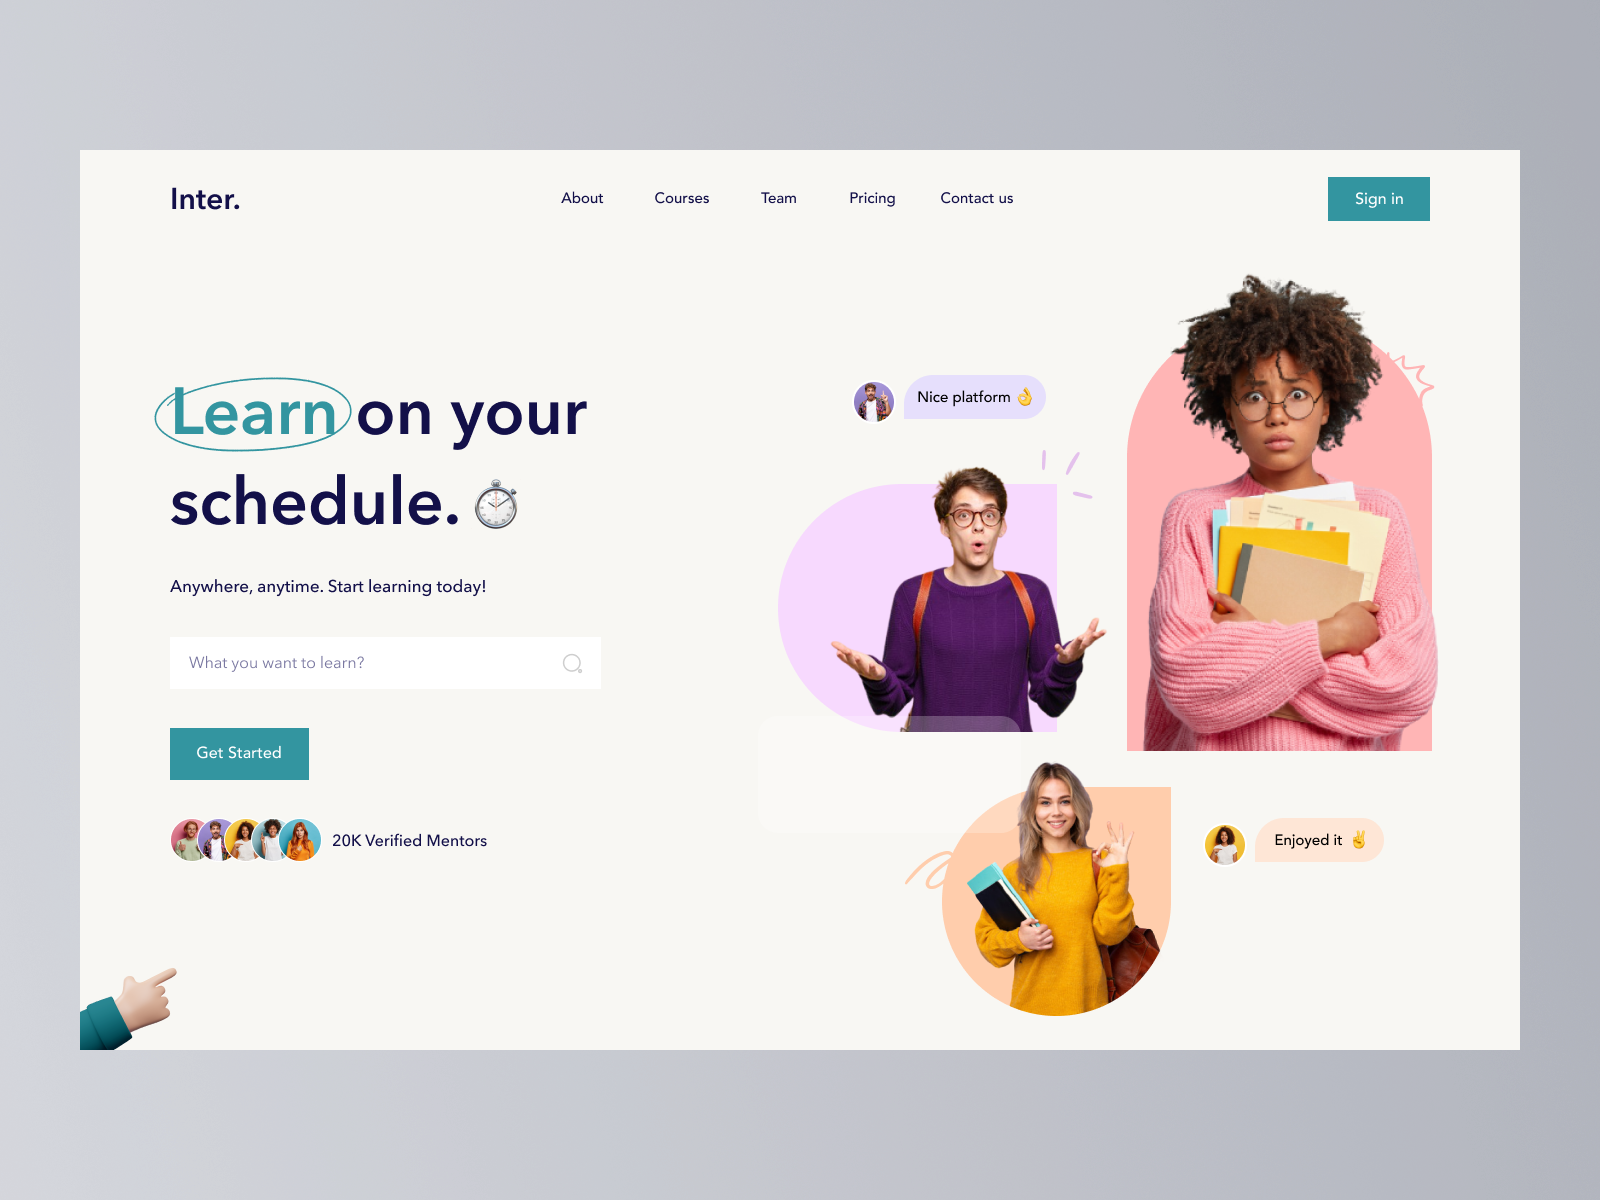 Inter.
About
Courses
Team
Pricing
Contact us
Sign in
Learn on your
schedule.
Anywhere, anytime. Start learning today!
What you want to learn?
Get Started
20K Verified Mentors
Nice platform 👌
Enjoyed it ✌️